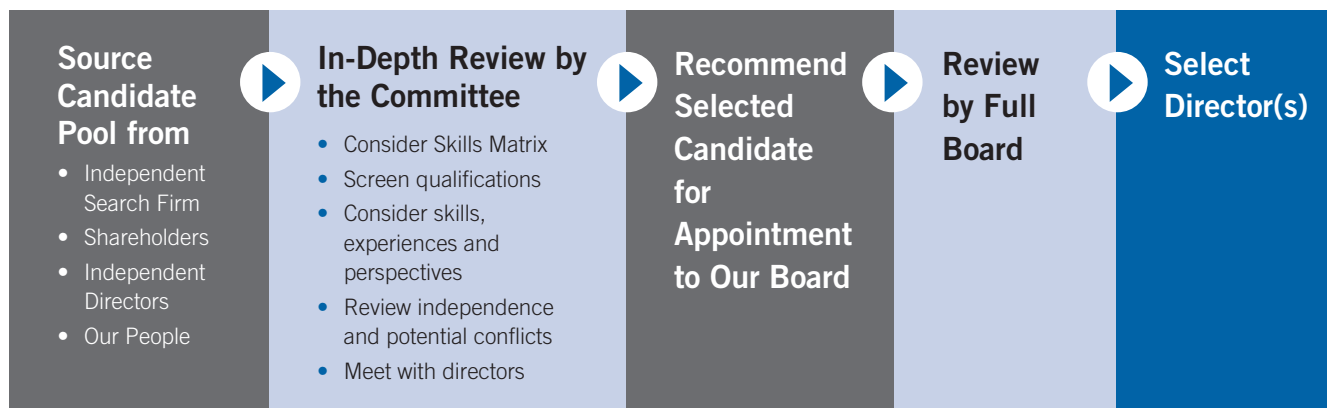 Source
Candidate
Pool from
• Independent
Search Firm
• Shareholders
• Independent
Directors
• Our People
In-Depth Review by
the Committee
• Consider Skills Matrix
• Screen qualifications
• Consider skills,
experiences and
perspectives
• Review independence
and potential conflicts
• Meet with directors
Recommend
Selected
Candidate
for
Appointment
to Our Board
Review
by Full
Board
Select
Director(s)